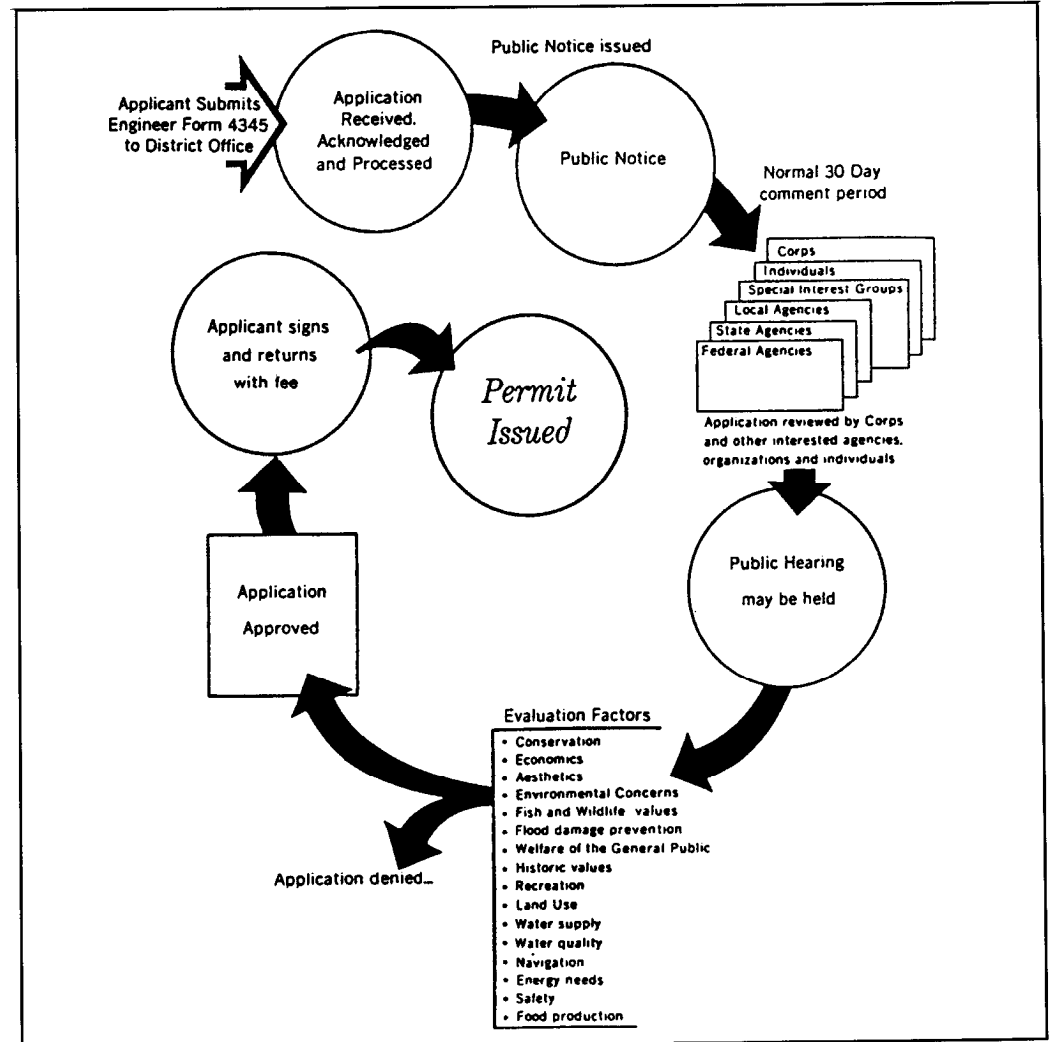 Applicant Submits
Engineer Form 4345
to District Office
Application
Received,
Acknowledged
and Processed
Public Notice issued
Public Notice
Normal 30 Day
comment period
Corps
Individuals
Special Interest Groups
Local Agencies
State Agencies
Federal Agencies
Application reviewed by Corps
and other interested agencies,
organizations and individuals
Public Hearing
may be held
Evaluation Factors
• Conservation
• Economics
• Aesthetics
• Environmental Concerns
• Fish and Wildlife values
• Flood damage prevention
• Welfare of the General Public
• Historic values
• Recreation
• Land Use
• Water supply
• Water quality
• Navigation
• Energy needs
• Safety
• Food production
Application denied...
Application
Approved
Applicant signs
and returns
with fee
Permit
Issued